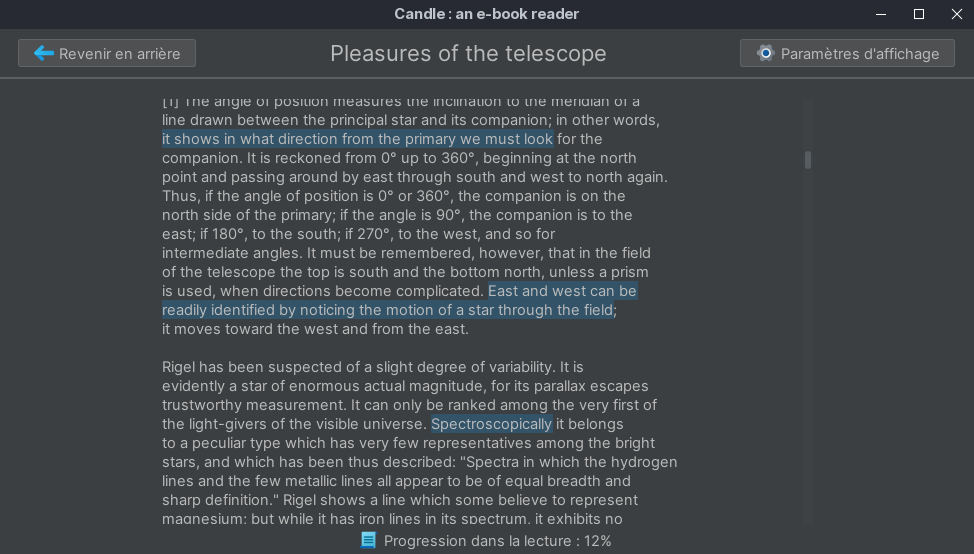 Candle : an e-book reader
Revenir en arrière
Pleasures of the telescope
Paramètres d'affichage
[1] The angle of position measures the inclination to the meridian of a
line drawn between the principal star and its companion; in other words,
it shows in what direction from the primary we must look for the
companion. It is reckoned from 0° up to 360°, beginning at the north
point and passing around by east through south and west to north again.
Thus, if the angle of position is 0° or 360°, the companion is on the
north side of the primary; if the angle is 90°, the companion is to the
east; if 180°, to the south; if 270°, to the west, and so for
intermediate angles. It must be remembered, however, that in the field
of the telescope the top is south and the bottom north, unless a prism
is used, when directions become complicated. East and west can be
readily identified by noticing the motion of a star through the field;
it moves toward the west and from the east.
Rigel has been suspected of a slight degree of variability. It is
evidently a star of enormous actual magnitude, for its parallax escapes
trustworthy measurement. It can only be ranked among the very first of
the light-givers of the visible universe. Spectroscopically it belongs
to a peculiar type which has very few representatives among the bright
stars, and which has been thus described: "Spectra in which the hydrogen
lines and the few metallic lines all appear to be of equal breadth and
sharp definition." Rigel shows a line which some believe to represent
magnesium; but while it has iron lines in its spectrum, it exhibits no
Progression dans la lecture : 12%